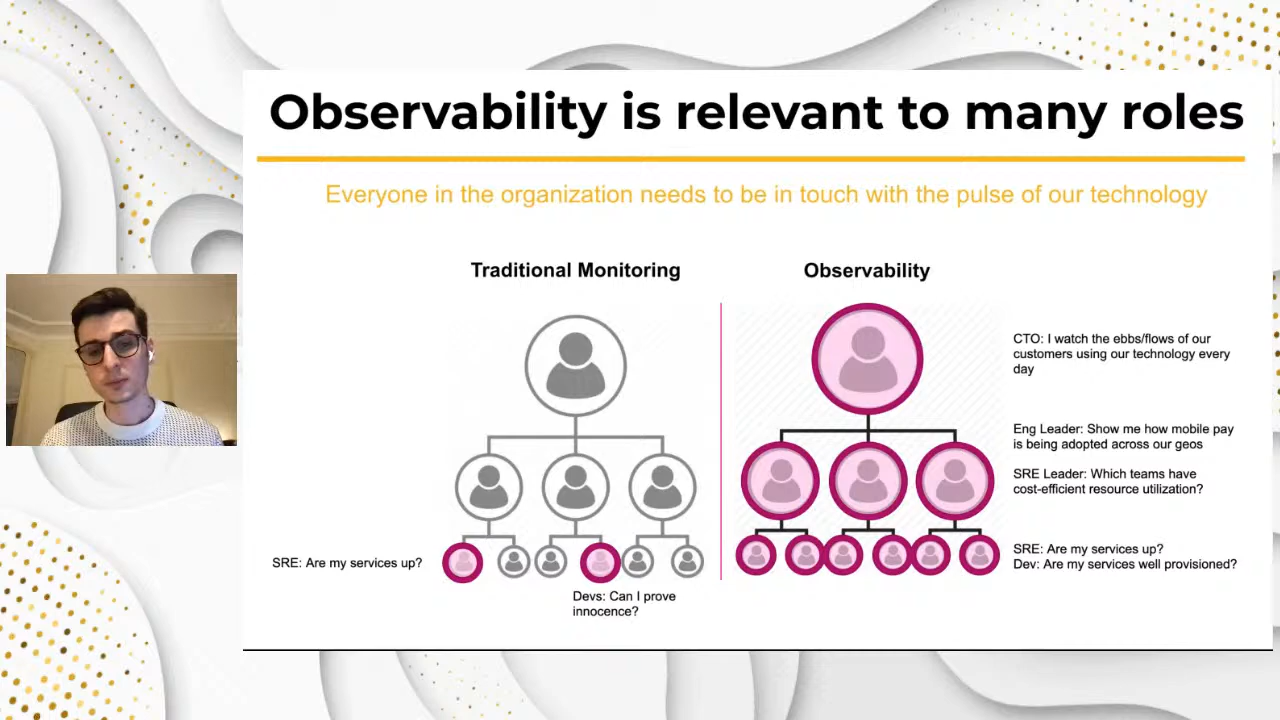 Observability is relevant to many roles
Everyone in the organization needs to be in touch with the pulse of our technology
Traditional Monitoring
SRE: Are my services up?
Devs: Can I prove
innocence?
Observability
CTO: I watch the ebbs/flows of our
customers using our technology every
day
Eng Leader: Show me how mobile pay
is being adopted across our geos
SRE Leader: Which teams have
cost-efficient resource utilization?
SRE: Are my services up?
Dev: Are my services well provisioned?